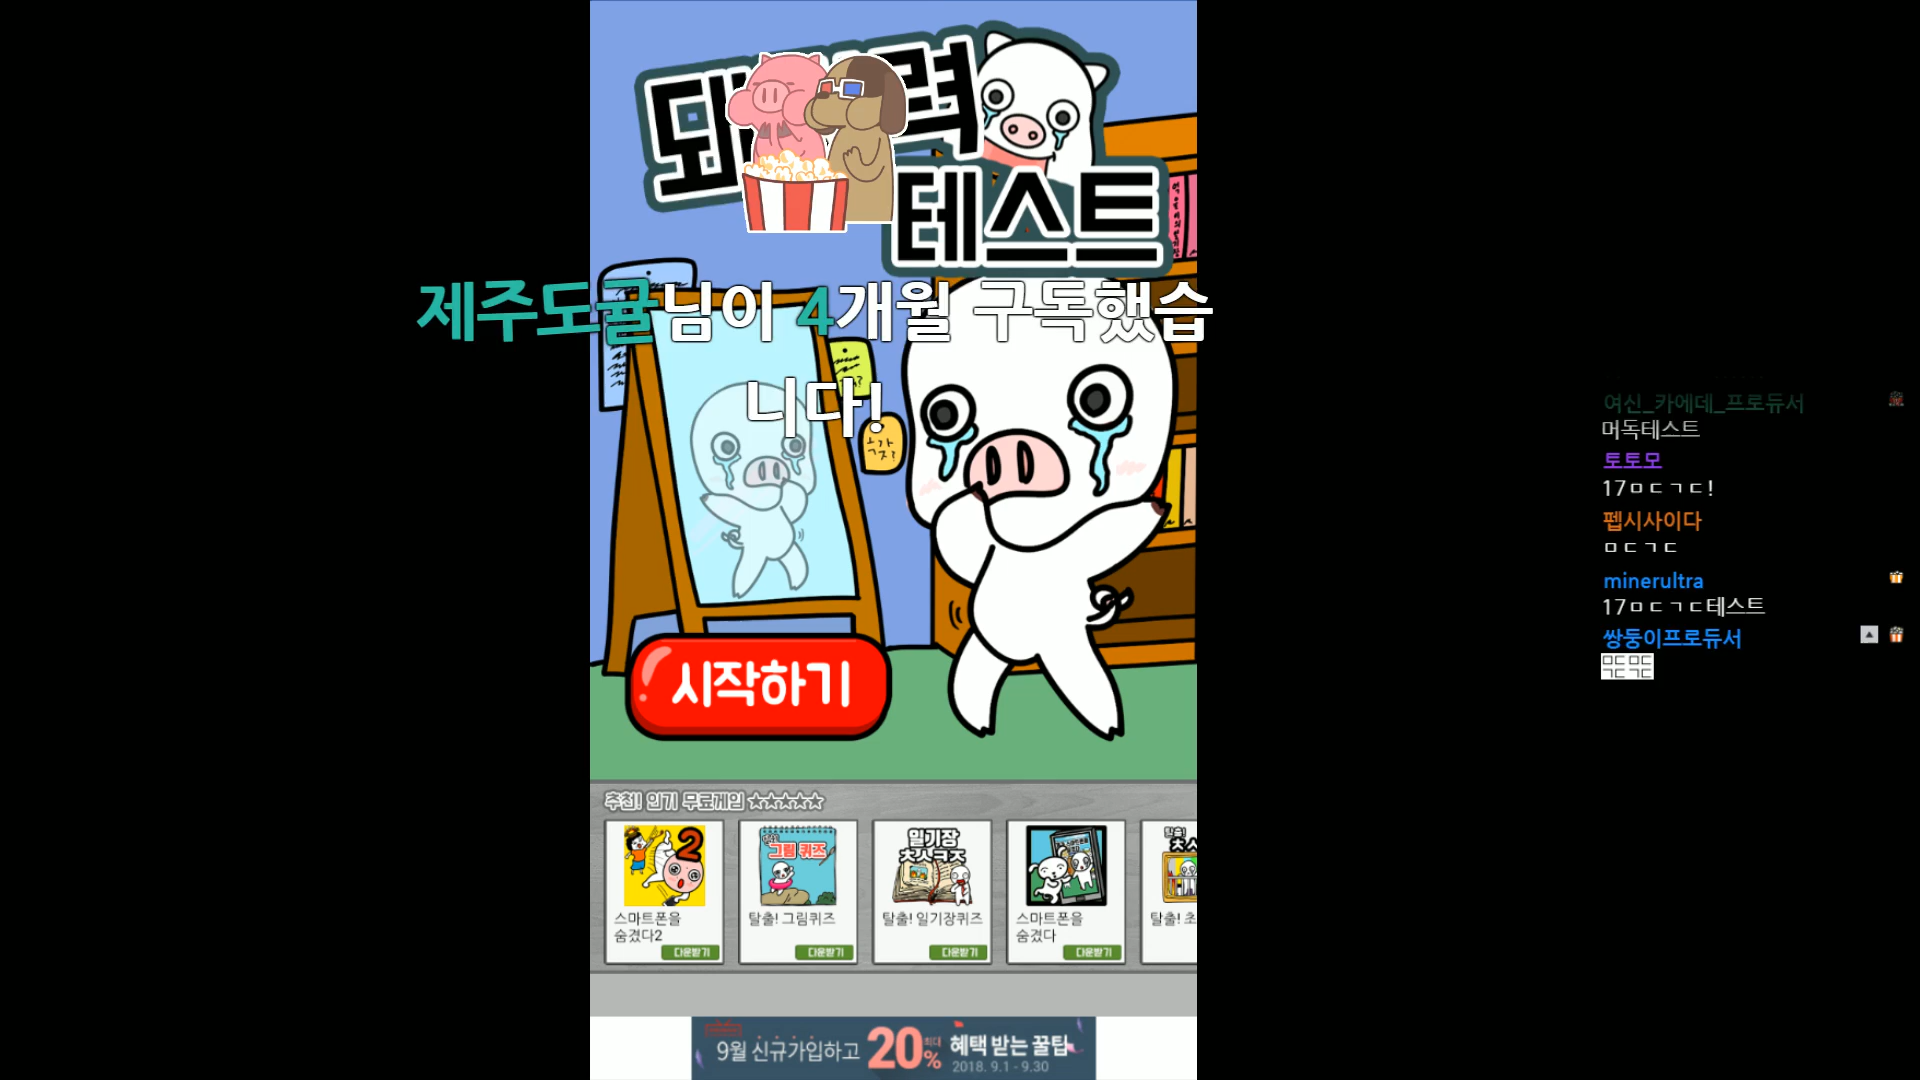 력
테스트
제주도귤님이 4개월 구독했습
니다!
시작하기
추천! 인기 무료게임 ★★★★★
2
그림 퀴즈
일기장
스마트폰을
숨겼다2
다운받기
탈출! 그림퀴즈
다운받기
탈출! 일기장퀴즈
다운받기
스마트폰을
숨겼다
다운받기
탈출! 초
9월 신규가입하고 최대 20% 혜택 받는 꿀팁
2018. 9.1 - 9.30
여신_카에데_프로듀서
머독테스트
토토모
17ㅁㄷㄱㄷ!
펩시사이다
ㅁㄷㄱㄷ
minerultra
17ㅁㄷㄱㄷ테스트
쌍둥이프로듀서
ㅁㄷㅁㄷ
ㄱㄷㄱㄷ